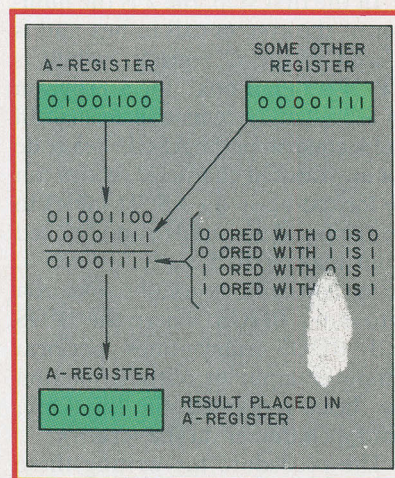 A-REGISTER
SOME OTHER
REGISTER
01001100
00001111
01001100
00001111
01001111
0 ORED WITH 0 IS 0
0 ORED WITH 1 IS 1
1 ORED WITH 0 IS 1
1 ORED WITH IS 1
A-REGISTER
01001111
RESULT PLACED IN
A-REGISTER